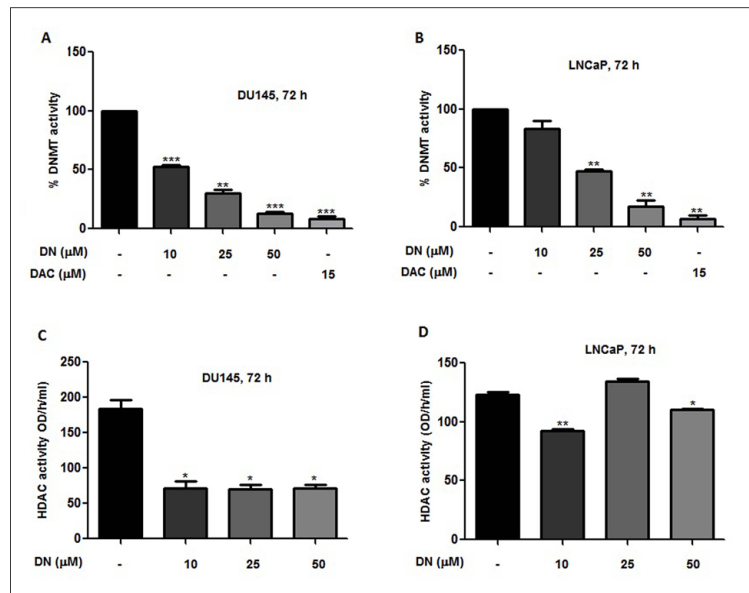 A
150
100
50
0
% DNMT activity
DU145, 72 h
***
**
***
***
DN (μM) - 10 25 50 -
DAC (μM) - - - - 15
B
150
100
50
0
% DNMT activity
LNCaP, 72 h
**
**
**
DN (μM) - 10 25 50 -
DAC (μM) - - - - 15
C
250
200
150
100
50
0
HDAC activity OD/h/ml)
DU145, 72 h
*
*
*
DN (μM) - 10 25 50
D
150
100
50
0
HDAC activity (OD/h/ml)
LNCaP, 72 h
**
*
DN (μM) - 10 25 50